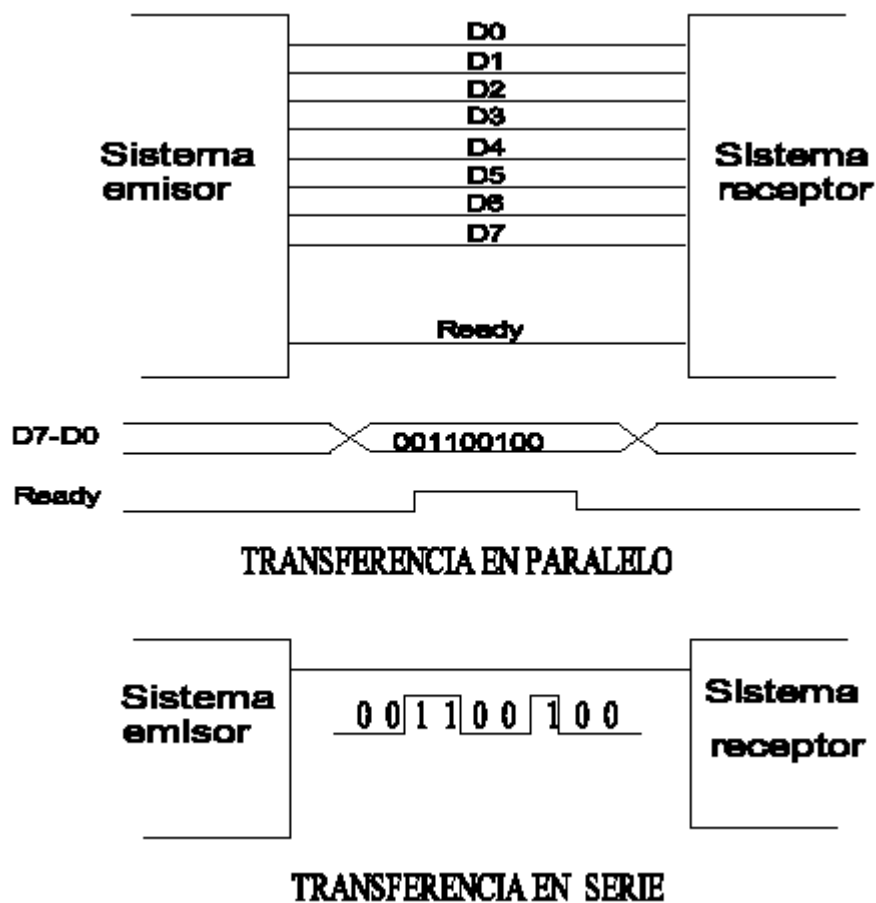 D0
D1
D2
D3
D4
D5
D6
D7
Sistema
emisor
Sistema
receptor
Ready
D7-D0
001100100
Ready
TRANSFERENCIA EN PARALELO
Sistema
emisor
0 0 1 1 0 0 1 0 0
Sistema
receptor
TRANSFERENCIA EN SERIE